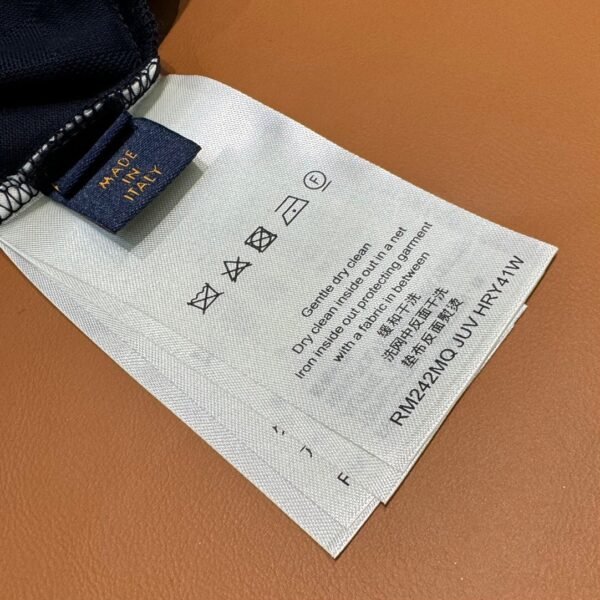 MADE
IN
ITALY
F
Gentle dry clean
Dry clean inside out in a net
Iron inside out protecting garment
with a fabric in between
缓和干洗
洗网中反面干洗
垫布反面熨烫
RM242MQ JUV HRY41W
F